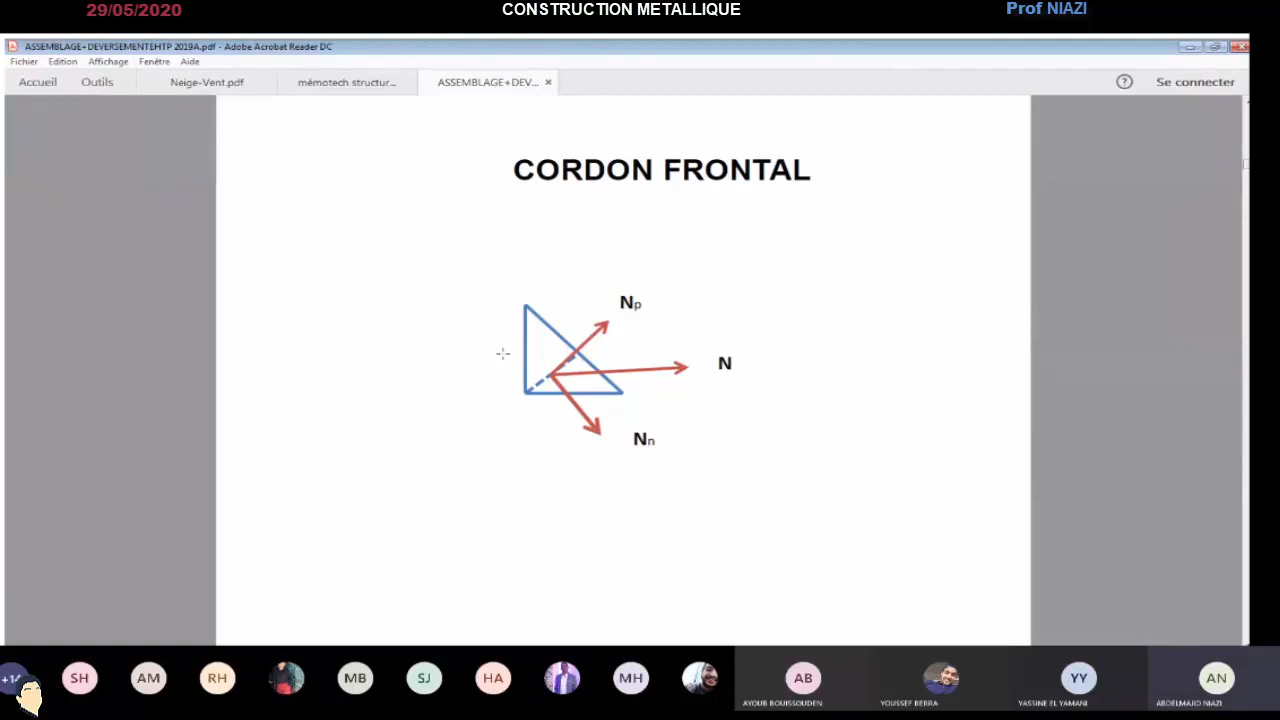 29/05/2020 CONSTRUCTION METALLIQUE Prof NIAZI
ASSEMBLAGE+DEVERSEMENTEHTP 2019A.pdf - Adobe Acrobat Reader DC
Fichier Edition Affichage Fenêtre Aide
Accueil Outils Neige-Vent.pdf mémotech structur... ASSEMBLAGE+DEV... × ? Se connecter
CORDON FRONTAL
Np
N
Nn
+14 SH AM RH MB SJ HA MH AB YY AN
AYOUB BOUISSOUDEN YOUSSEF BERRA YASSINE EL YAMANI ABDELMAJID NIAZI